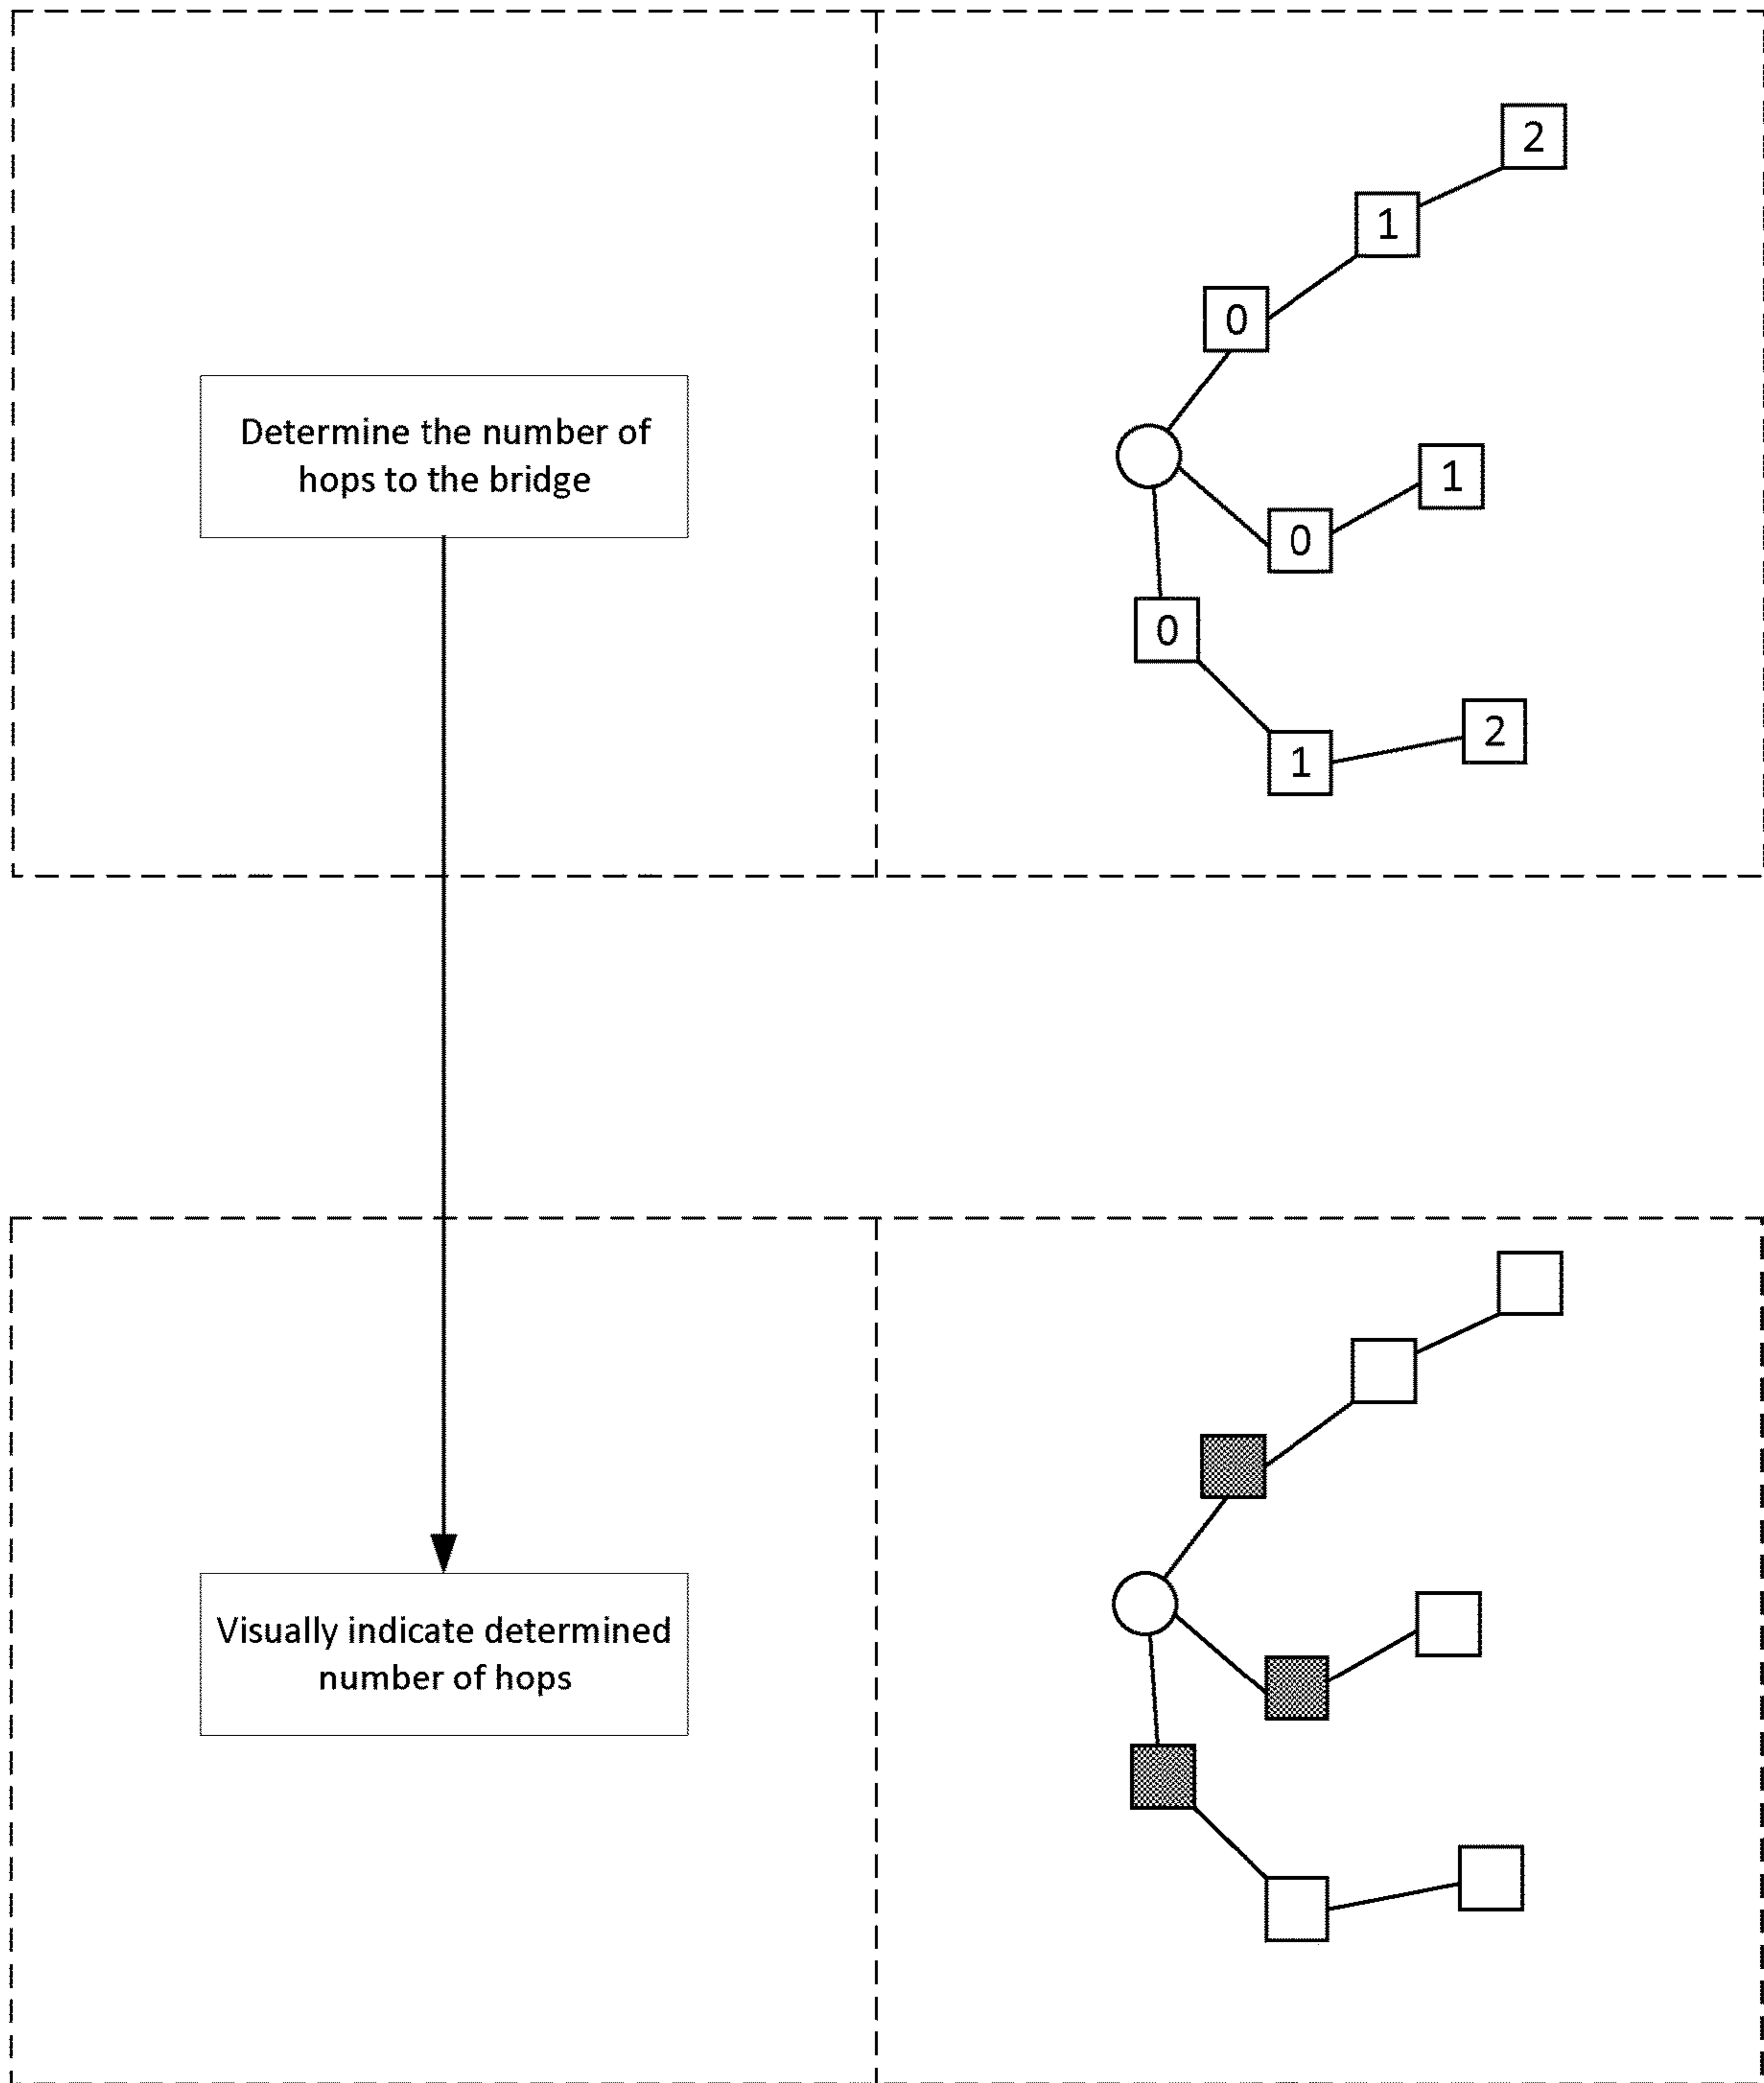 2
1
0
Determine the number of
hops to the bridge
1
0
0
2
1
Visually indicate determined
number of hops